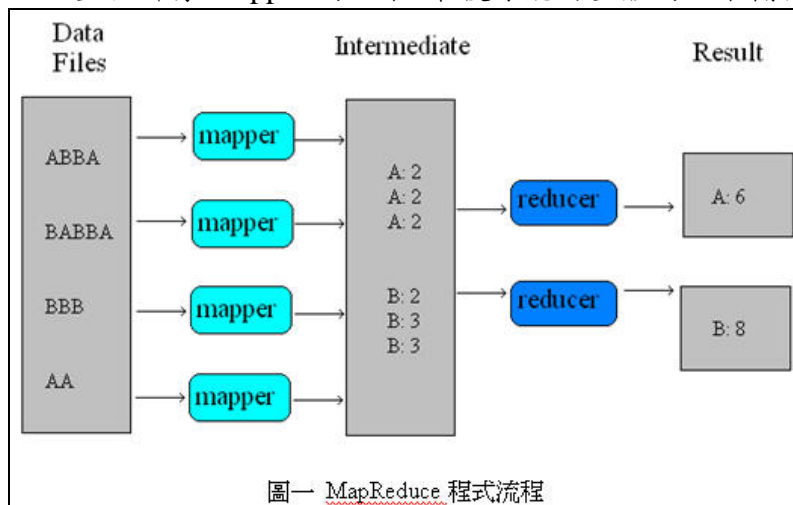 Data
Files
Intermediate
Result
ABBA
BABBA
BBB
AA
mapper
mapper
mapper
mapper
A: 2
A: 2
A: 2
B: 2
B: 3
B: 3
reducer
reducer
A: 6
B: 8
圖一 MapReduce 程式流程